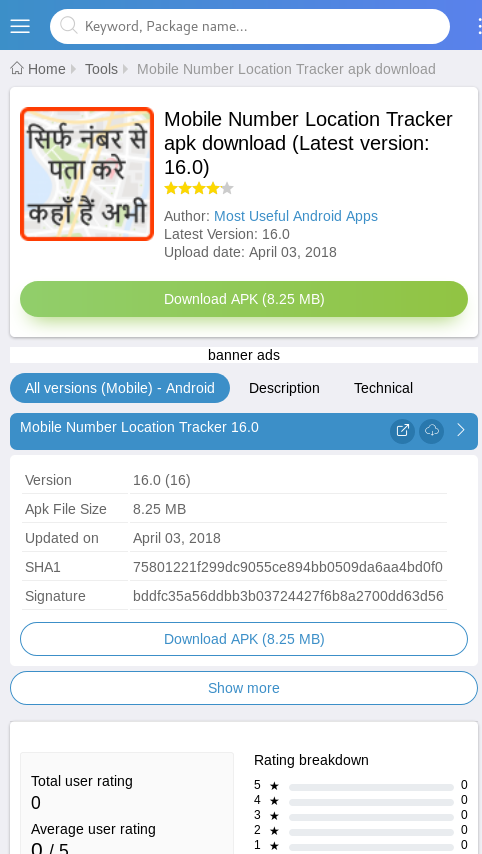 Keyword, Package name...
Home Tools Mobile Number Location Tracker apk download
सिर्फ नंबर से
पता करे
कहाँ हैं अभी
Mobile Number Location Tracker
apk download (Latest version:
16.0)
Author: Most Useful Android Apps
Latest Version: 16.0
Upload date: April 03, 2018
Download APK (8.25 MB)
banner ads
All versions (Mobile) - Android Description Technical
Mobile Number Location Tracker 16.0
Version 16.0 (16)
Apk File Size 8.25 MB
Updated on April 03, 2018
SHA1 75801221f299dc9055ce894bb0509da6aa4bd0f0
Signature bddfc35a56ddbb3b03724427f6b8a2700dd63d56
Download APK (8.25 MB)
Show more
Total user rating
0
Average user rating
0 / 5
Rating breakdown
5 ★ 0
4 ★ 0
3 ★ 0
2 ★ 0
1 ★ 0